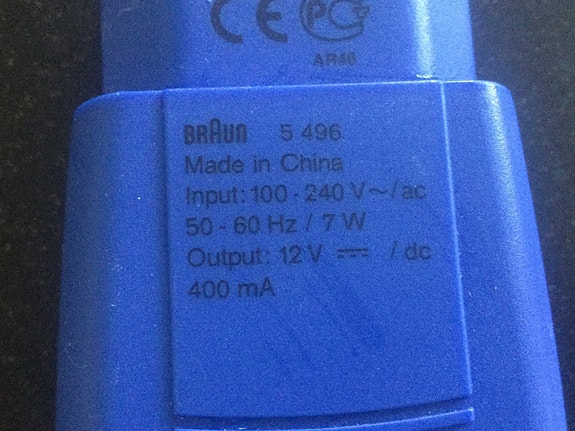 CE PC
AR46
BRAUN 5 496
Made in China
Input: 100 - 240 V ~ / ac
50 - 60 Hz / 7 W
Output: 12 V ⎓ / dc
400 mA